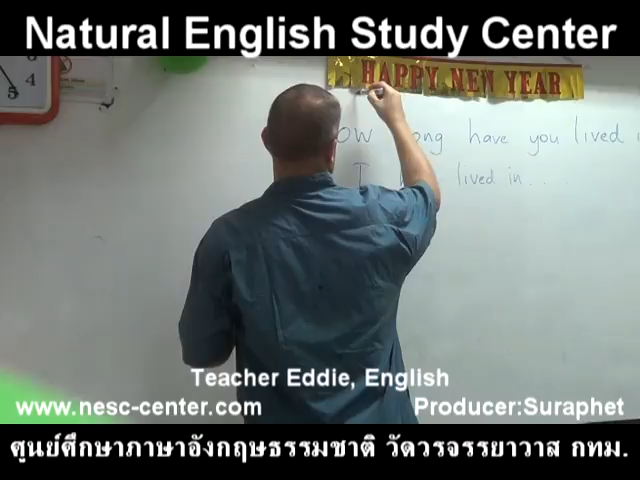 Natural English Study Center
HAPPY NEW YEAR
5 4
ow ong have you lived
I lived in....
Teacher Eddie, English
www.nesc-center.com Producer:Suraphet
ศูนย์ศึกษาภาษาอังกฤษธรรมชาติ วัดวรจรรยาวาส กทม.